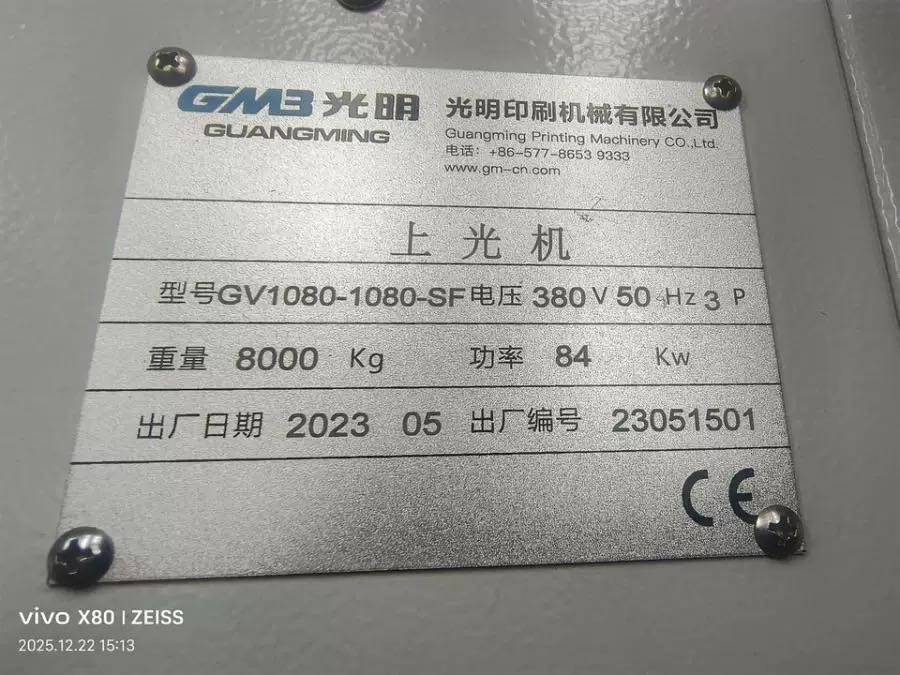 GMB 光明
GUANGMING
光明印刷机械有限公司
Guangming Printing Machinery CO.,Ltd.
电话：+86-577-8653 9333
www.gm-cn.com
上光机
型号GV1080-1080-SF 电压 380 V 50 Hz 3 P
重量 8000 Kg 功率 84 Kw
出厂日期 2023 05 出厂编号 23051501
CE
vivo X80 | ZEISS
2025.12.22 15:13